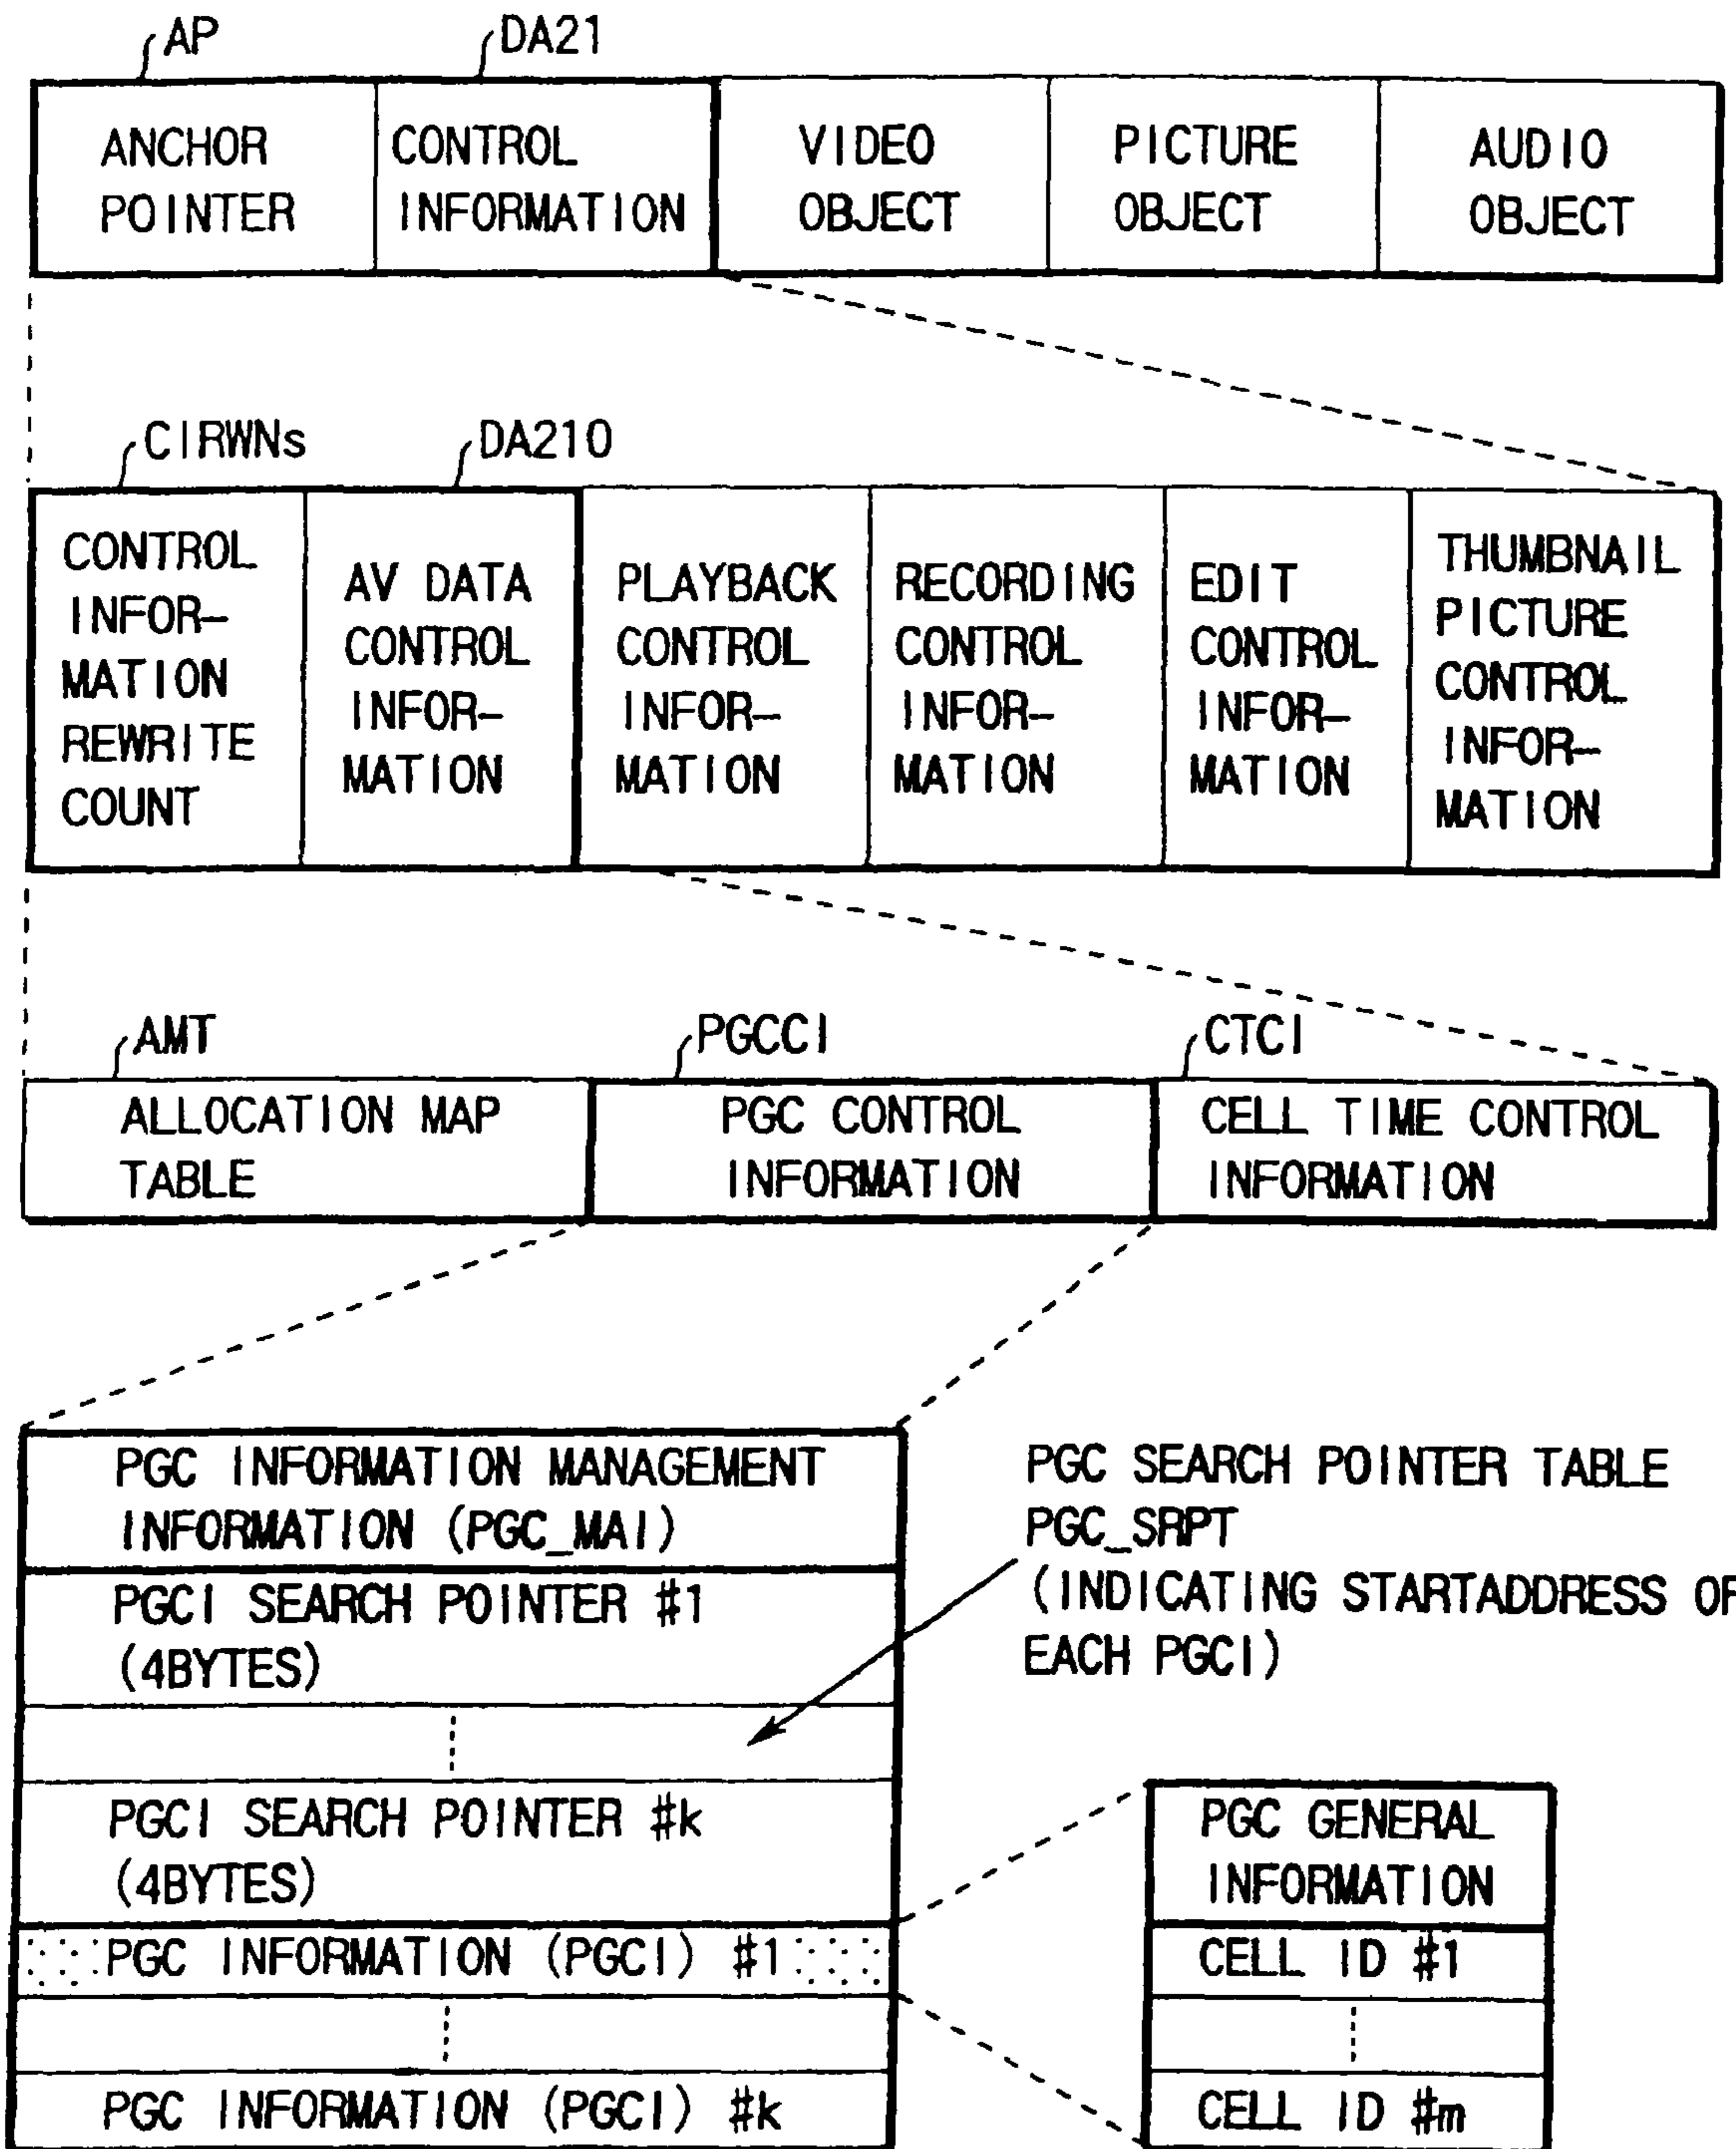 AP
DA21
ANCHOR
POINTER
CONTROL
INFORMATION
VIDEO
OBJECT
PICTURE
OBJECT
AUDIO
OBJECT
CIRWNs
DA210
CONTROL
INFOR-
MATION
REWRITE
COUNT
AV DATA
CONTROL
INFOR-
MATION
PLAYBACK
CONTROL
INFOR-
MATION
RECORDING
CONTROL
INFOR-
MATION
EDIT
CONTROL
INFOR-
MATION
THUMBNAIL
PICTURE
CONTROL
INFOR-
MATION
AMT
PGCCI
CTCI
ALLOCATION MAP
TABLE
PGC CONTROL
INFORMATION
CELL TIME CONTROL
INFORMATION
PGC INFORMATION MANAGEMENT
INFORMATION (PGC_MAI)
PGCI SEARCH POINTER #1
(4BYTES)
PGCI SEARCH POINTER #k
(4BYTES)
PGC INFORMATION (PGCI) #1
PGC INFORMATION (PGCI) #k
PGC SEARCH POINTER TABLE
PGC_SRPT
(INDICATING STARTADDRESS OF
EACH PGCI)
PGC GENERAL
INFORMATION
CELL ID #1
CELL ID #m